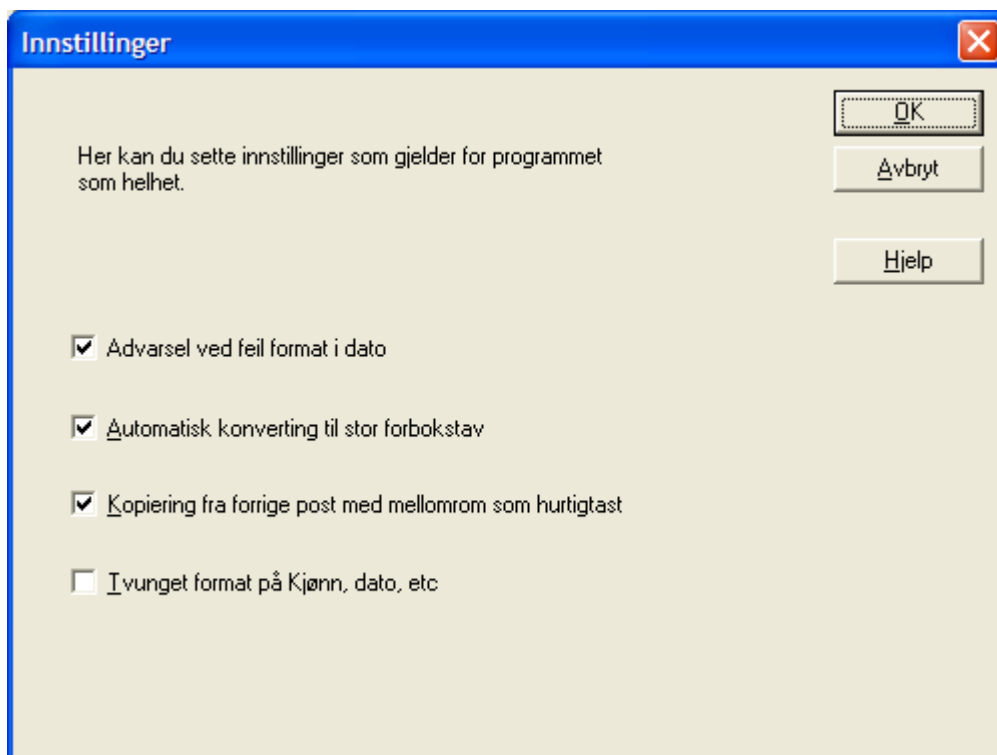 Innstillinger
OK
Her kan du sette innstillinger som gjelder for programmet
som helhet.
Avbryt
Hjelp
Advarsel ved feil format i dato
Automatisk konverting til stor forbokstav
Kopiering fra forrige post med mellomrom som hurtigtast
Tvunget format på Kjønn, dato, etc